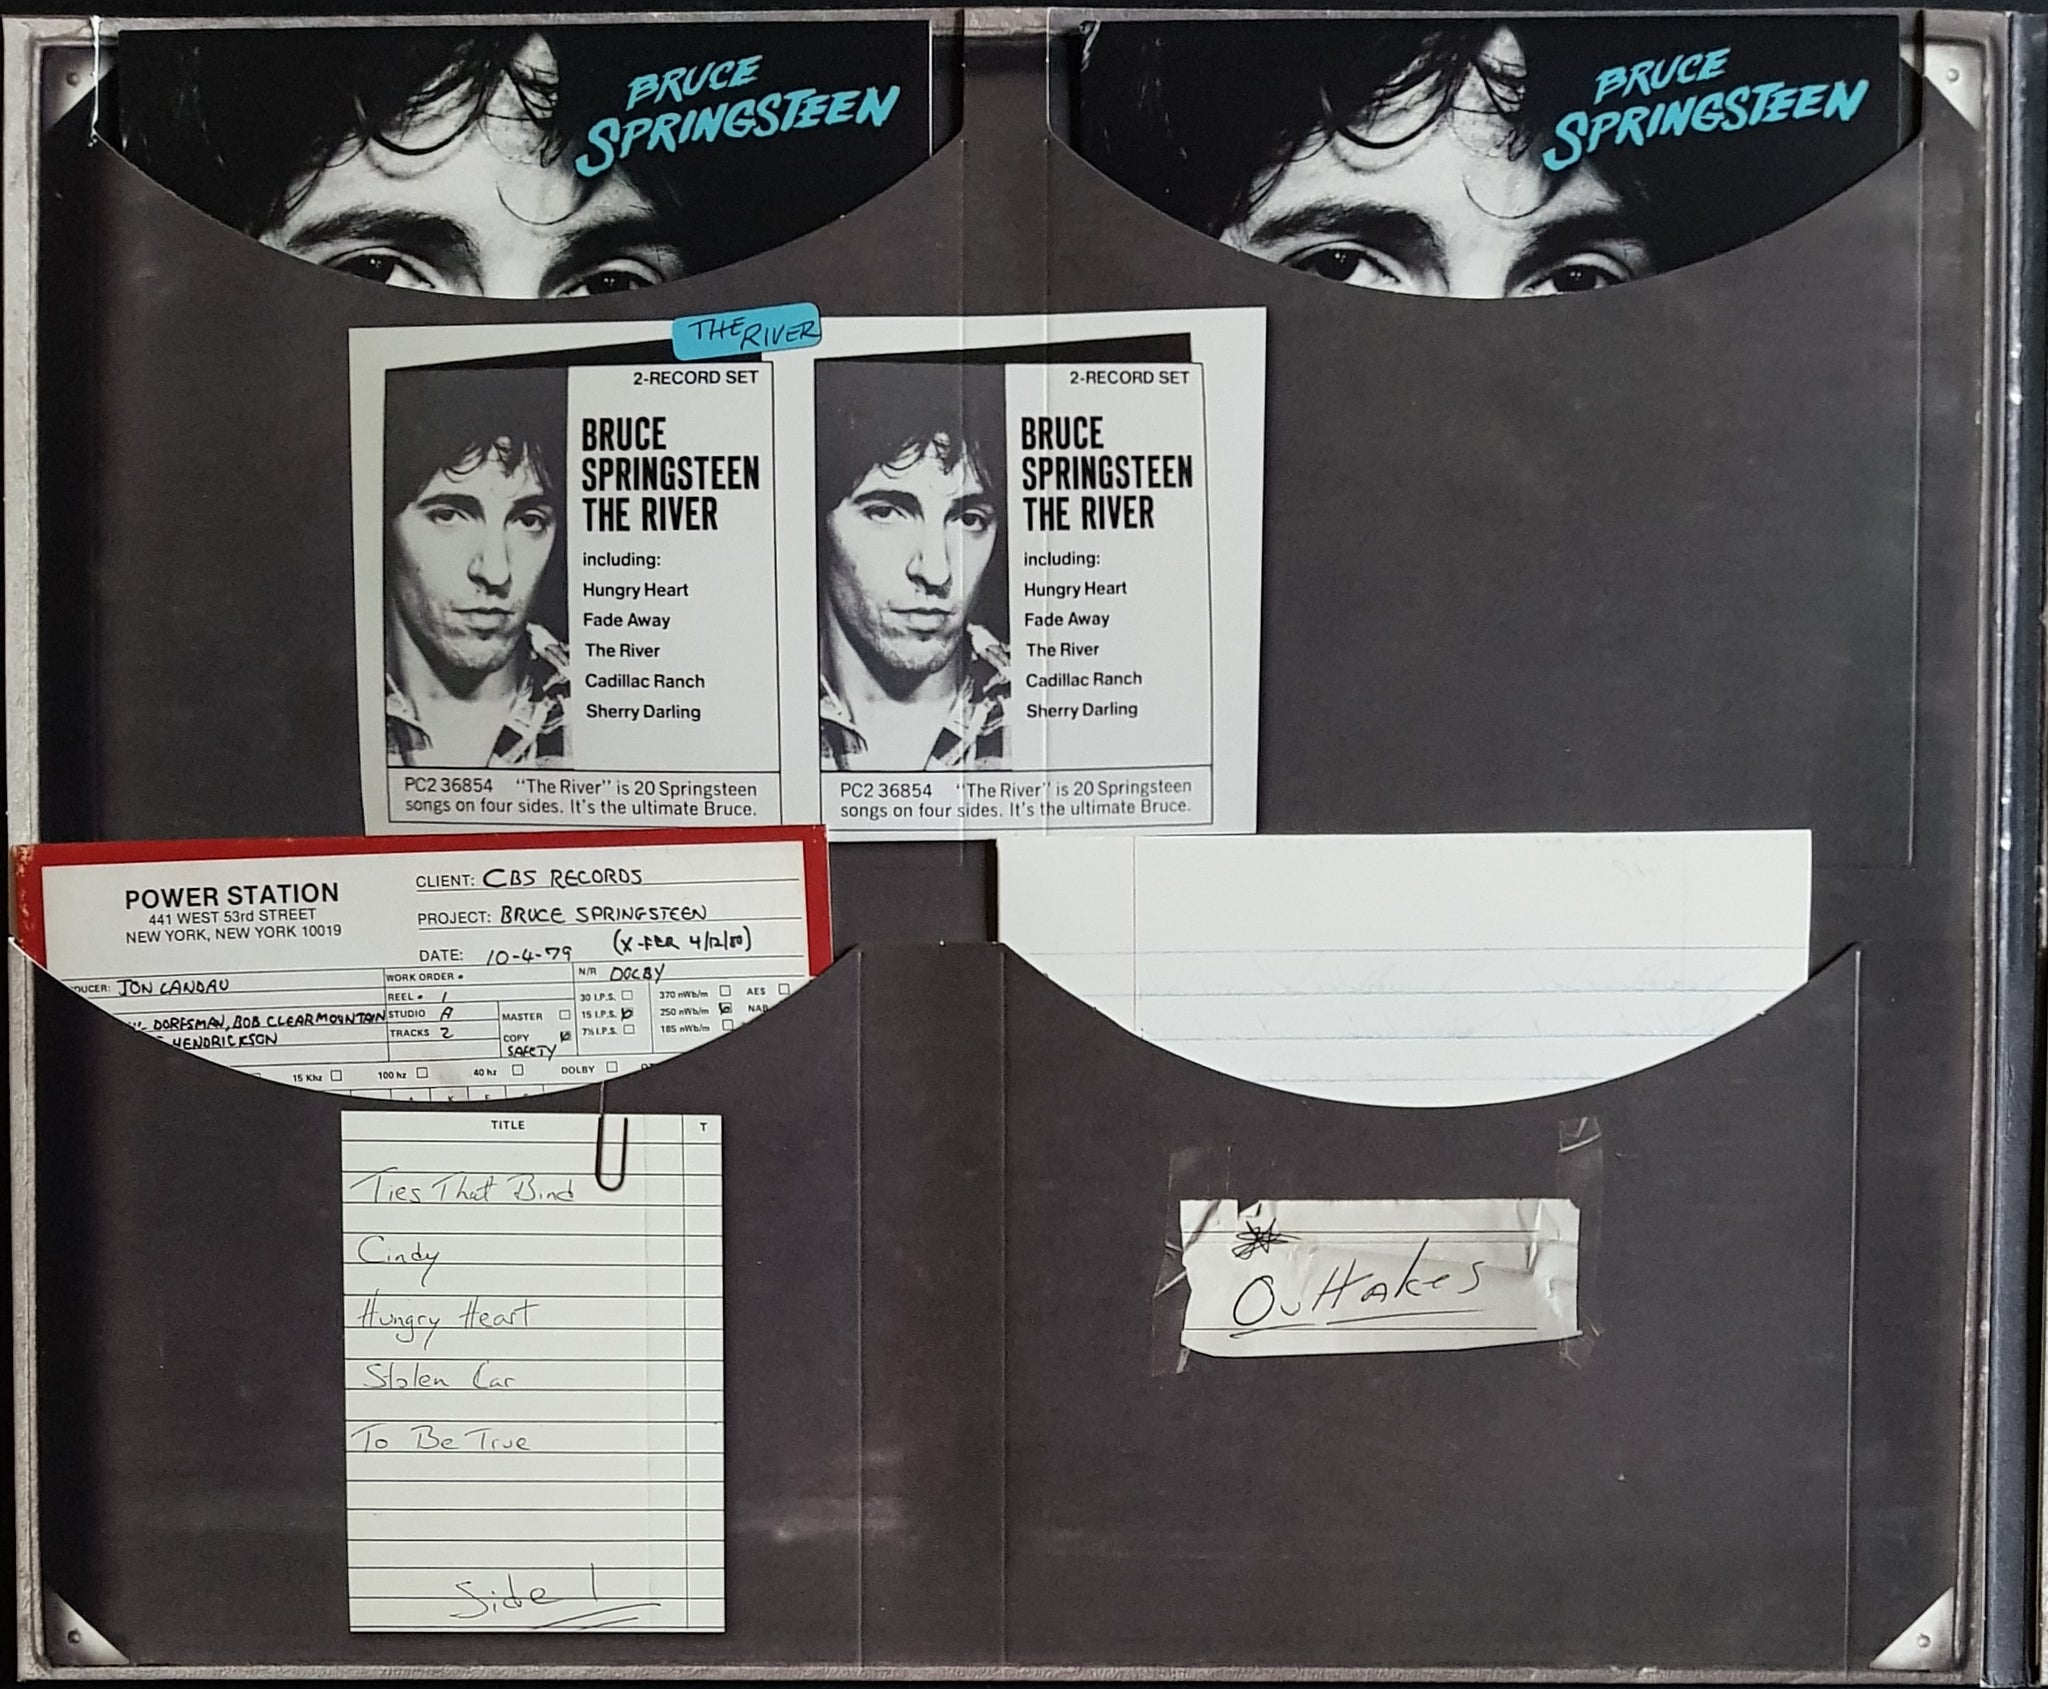 BRUCE
SPRINGSTEEN
BRUCE
SPRINGSTEEN
THE RIVER
2-RECORD SET
BRUCE
SPRINGSTEEN
THE RIVER
including:
Hungry Heart
Fade Away
The River
Cadillac Ranch
Sherry Darling
PC2 36854 "The River" is 20 Springsteen
songs on four sides. It's the ultimate Bruce.
2-RECORD SET
BRUCE
SPRINGSTEEN
THE RIVER
including:
Hungry Heart
Fade Away
The River
Cadillac Ranch
Sherry Darling
PC2 36854 "The River" is 20 Springsteen
songs on four sides. It's the ultimate Bruce.
POWER STATION
441 WEST 53rd STREET
NEW YORK, NEW YORK 10019
CLIENT: CBS RECORDS
PROJECT: BRUCE SPRINGSTEEN
DATE: 10-4-79 (X-FER 4/12/80)
DUCER: JON LANDAU
DORFSMAN, BOB CLEARMOUNTAIN
HENDRICKSON
WORK ORDER
REEL 1
STUDIO A
TRACKS 2
MASTER
COPY
SAFETY
N/R DOLBY
30 I.P.S.
15 I.P.S.
7½ I.P.S.
370 nWb/m
250 nWb/m
185 nWb/m
AES
NAB
15 Khz 100 hz 40 hz DOLBY
TITLE T
Ties That Bind
Cindy
Hungry Heart
Stolen Car
To Be True
Side 1
Outtakes